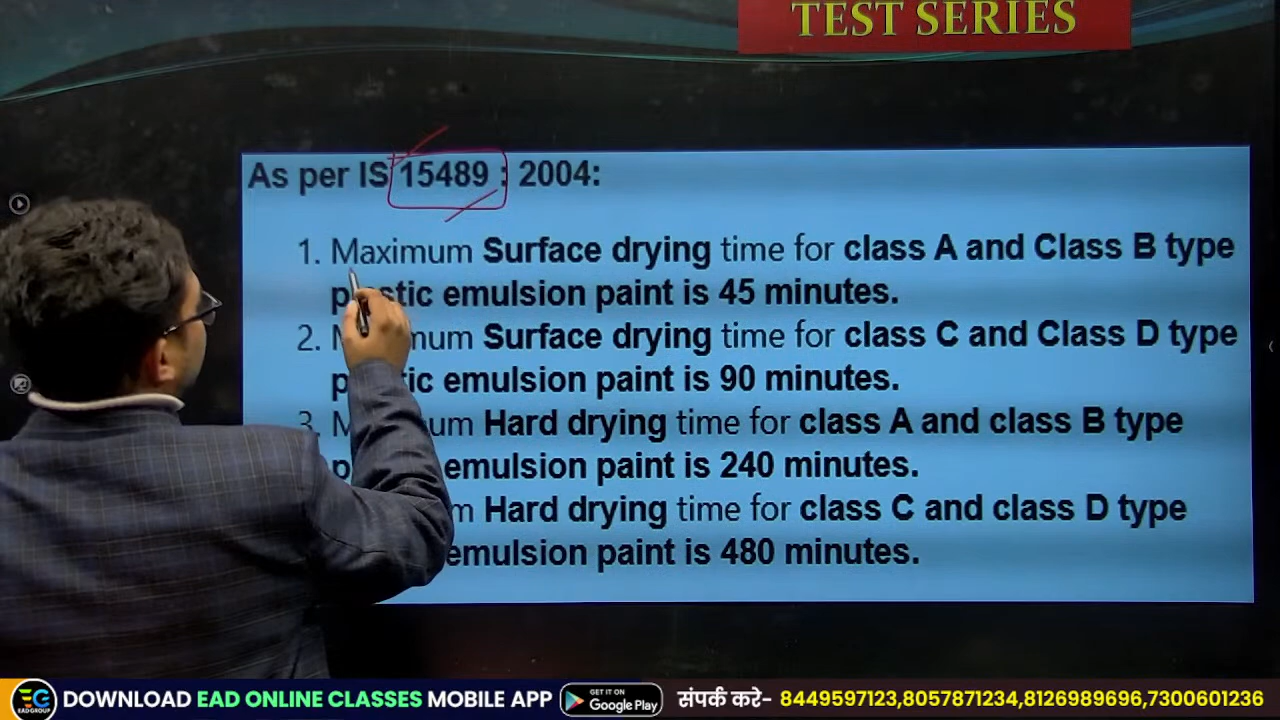 TEST SERIES
As per IS 15489 : 2004:
1. Maximum Surface drying time for class A and Class B type
emulsion paint is 45 minutes.
2. Surface drying time for class C and Class D type
emulsion paint is 90 minutes.
3. Hard drying time for class A and class B type
emulsion paint is 240 minutes.
Hard drying time for class C and class D type
emulsion paint is 480 minutes.
EG
EAD GROUP
DOWNLOAD EAD ONLINE CLASSES MOBILE APP
GET IT ON
Google Play
संपर्क करे- 8449597123,8057871234,8126989696,7300601236